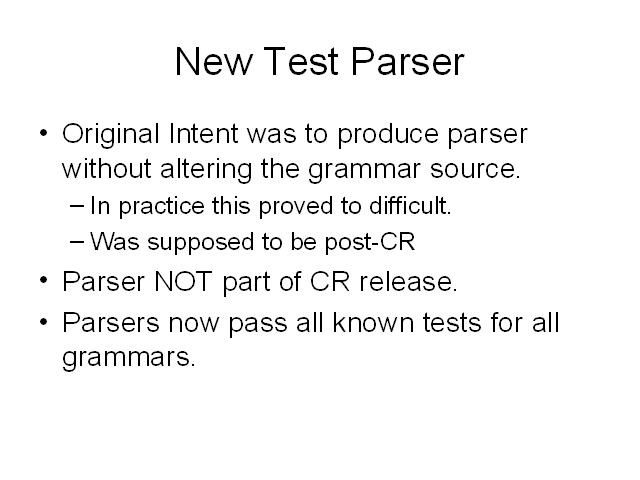 New Test Parser
• Original Intent was to produce parser
without altering the grammar source.
– In practice this proved to difficult.
– Was supposed to be post-CR
• Parser NOT part of CR release.
• Parsers now pass all known tests for all
grammars.